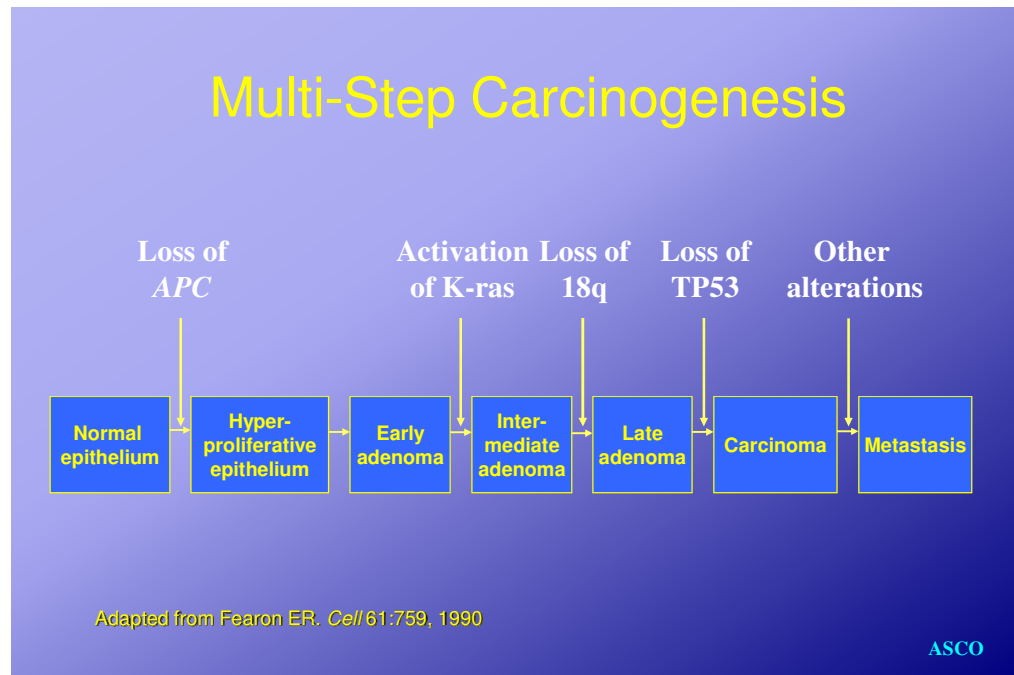 Multi-Step Carcinogenesis
Loss of
APC
Activation
of K-ras
Loss of
18q
Loss of
TP53
Other
alterations
Normal
epithelium
Hyper-
proliferative
epithelium
Early
adenoma
Inter-
mediate
adenoma
Late
adenoma
Carcinoma
Metastasis
Adapted from Fearon ER. Cell 61:759, 1990
ASCO